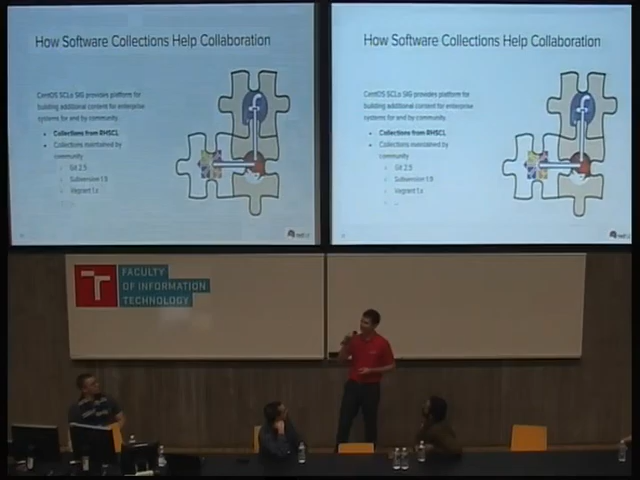 How Software Collections Help Collaboration
CentOS SCLo SIG provides platform for
building additional content for enterprise
systems for and by community.
• Collections from RHSCL
• Collections maintained by
community
Git 2.5
Subversion 1.9
Vagrant 1.x
...
How Software Collections Help Collaboration
CentOS SCLo SIG provides platform for
building additional content for enterprise
systems for and by community.
• Collections from RHSCL
• Collections maintained by
community
Git 2.5
Subversion 1.9
Vagrant 1.x
...
FACULTY
OF INFORMATION
TECHNOLOGY